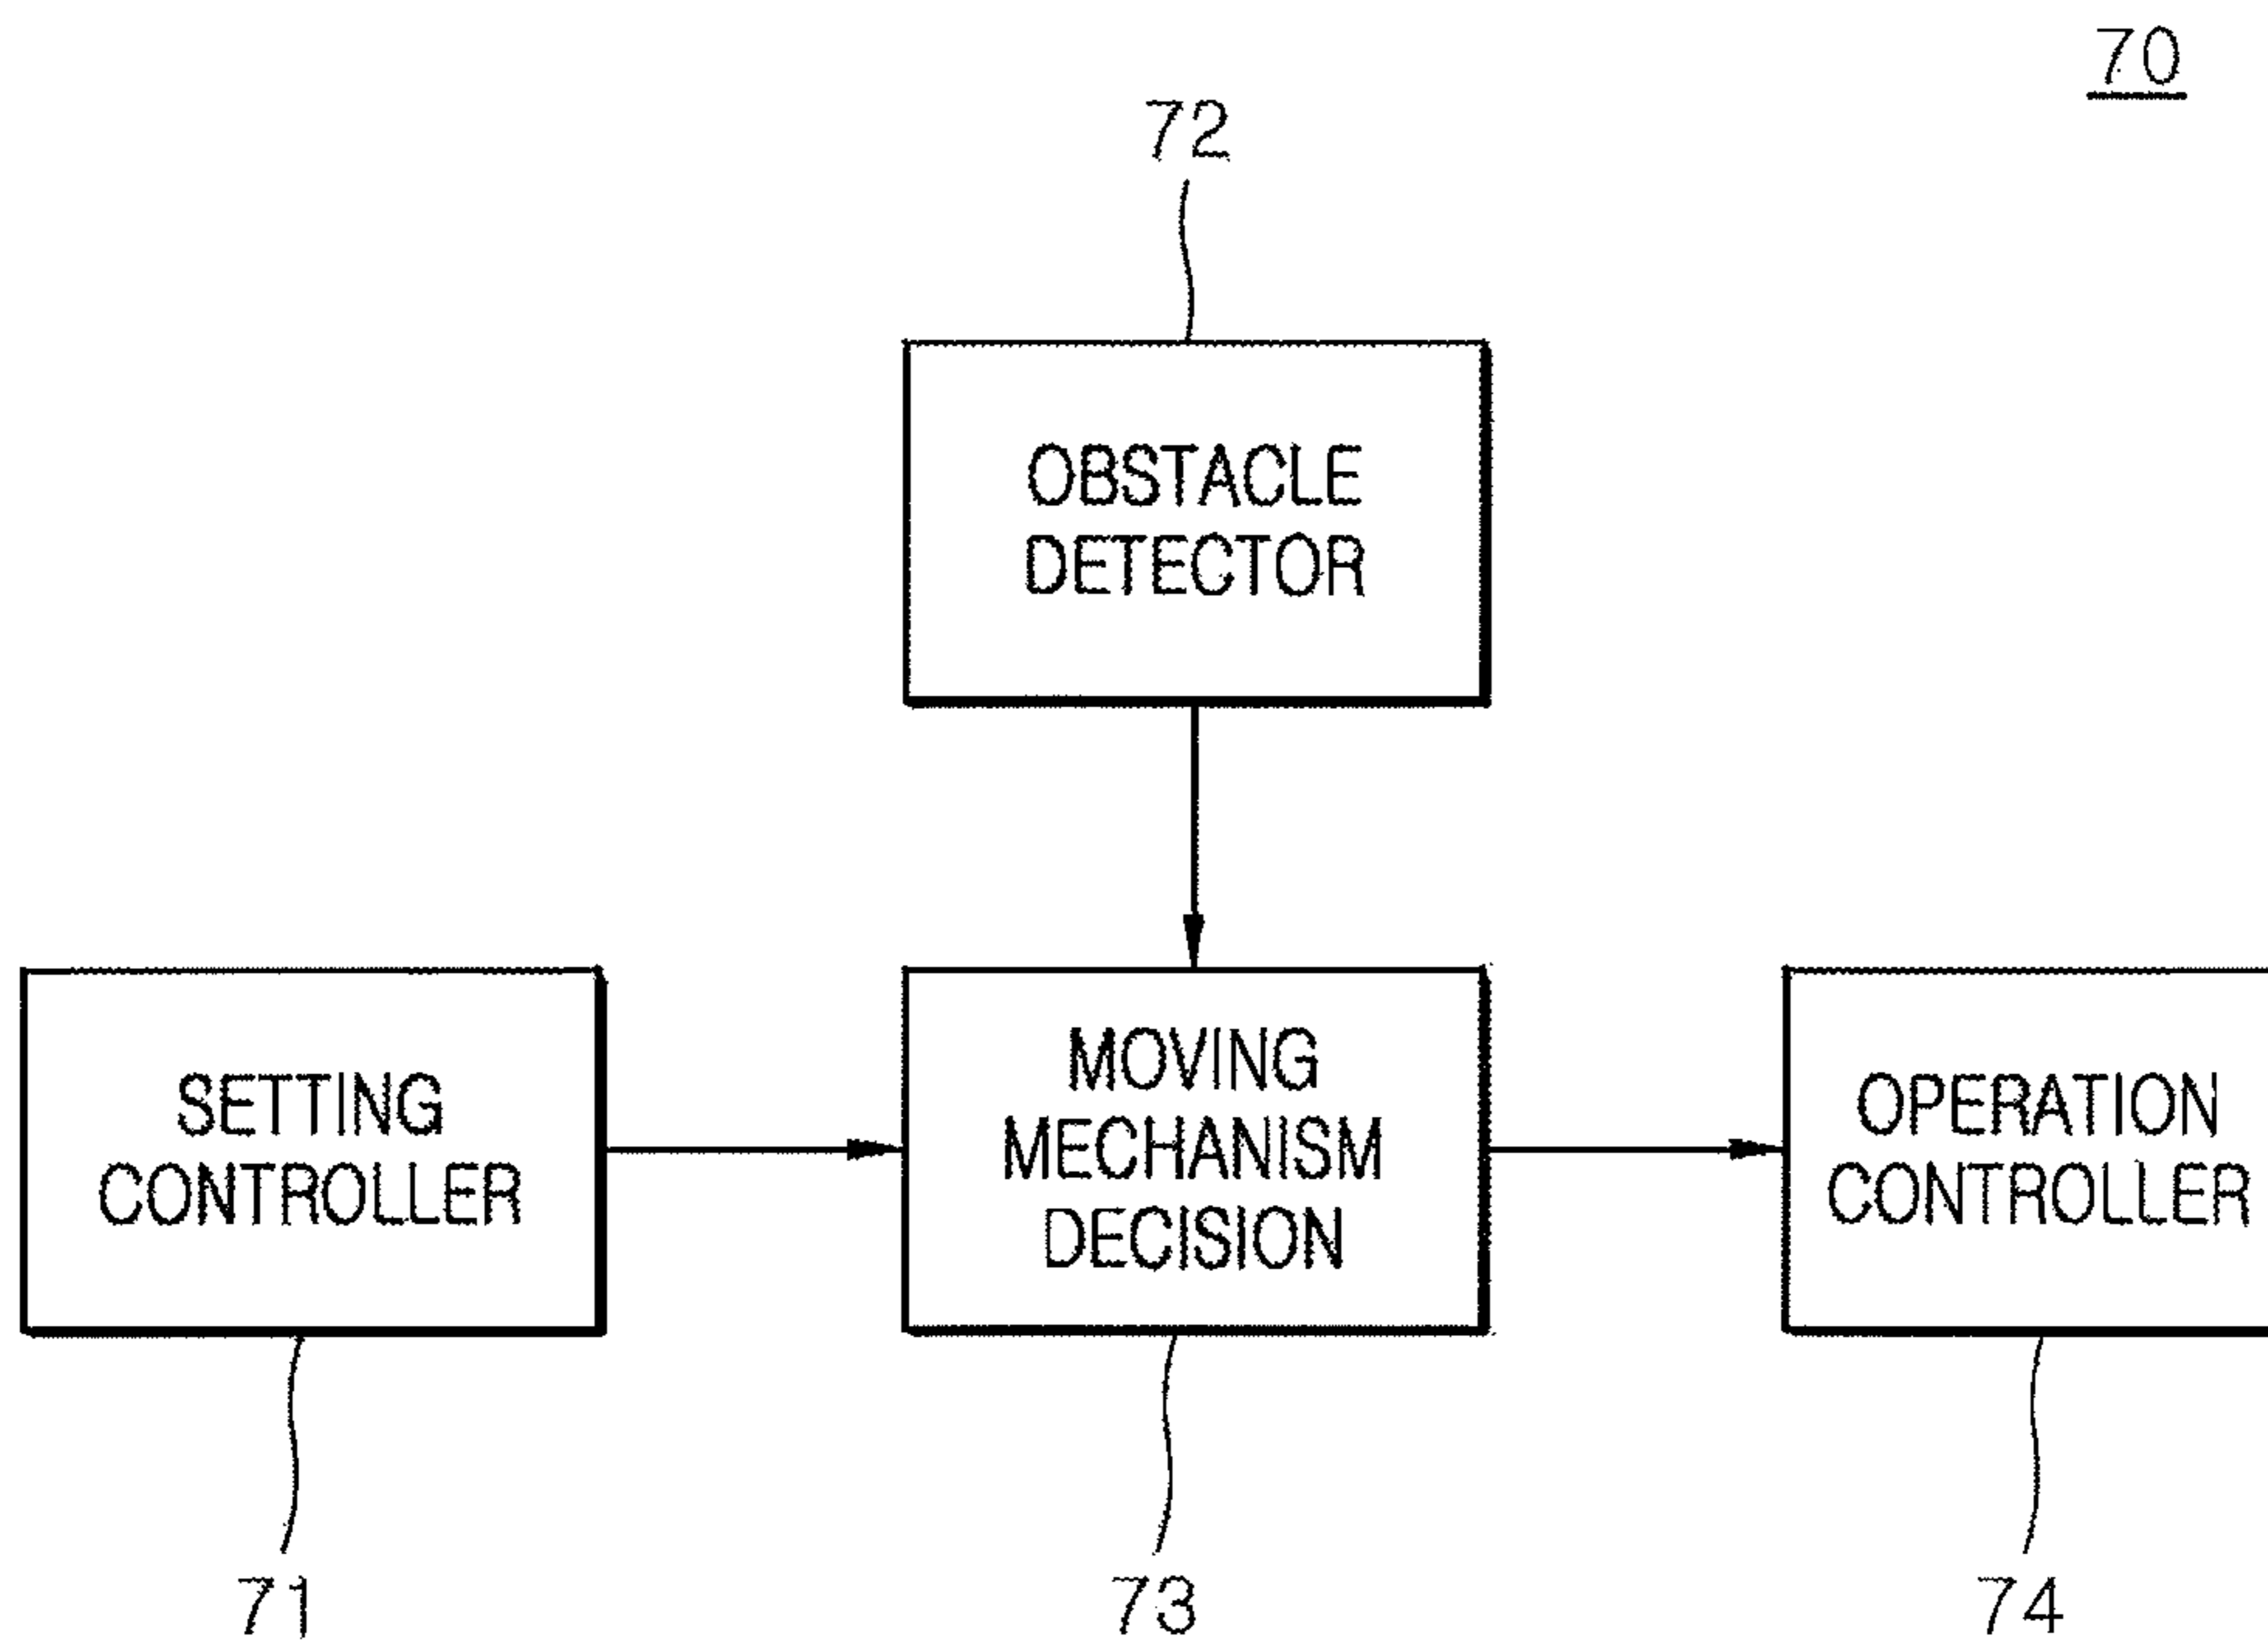 70
72
OBSTACLE
DETECTOR
SETTING
CONTROLLER
MOVING
MECHANISM
DECISION
OPERATION
CONTROLLER
71
73
74